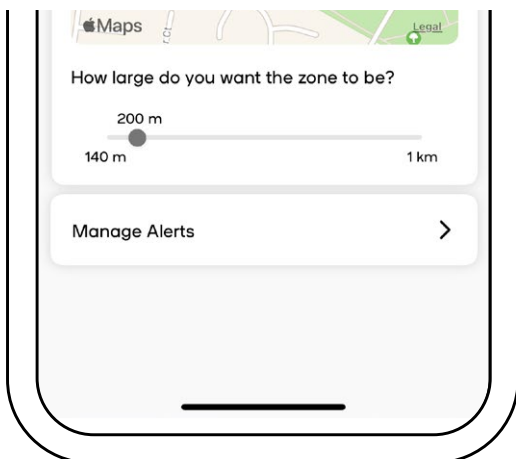 Maps
Legal
How large do you want the zone to be?
200 m
140 m
1 km
Manage Alerts